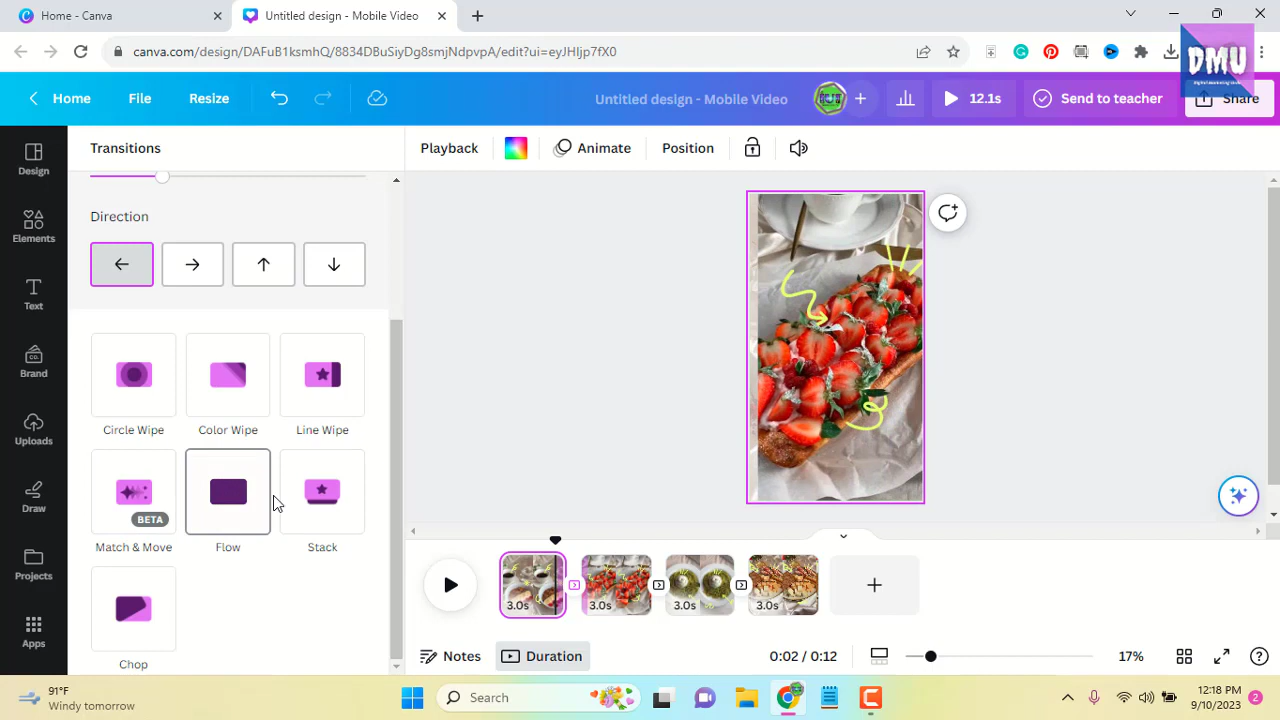 Home - Canva
Untitled design - Mobile Video
canva.com/design/DAFuB1ksmhQ/8834DBuSiyDg8smjNdpvpA/edit?ui=eyJHIjp7fX0
DMU
Home
File
Resize
Untitled design - Mobile Video
12.1s
Send to teacher
Share
Design
Elements
Text
Brand
Uploads
Draw
Projects
Apps
Transitions
Playback
Animate
Position
Direction
Circle Wipe
Color Wipe
Line Wipe
BETA
Match & Move
Flow
Stack
Chop
3.0s
3.0s
3.0s
3.0s
Notes
Duration
0:02 / 0:12
17%
91°F
Windy tomorrow
Search
12:18 PM
9/10/2023
2